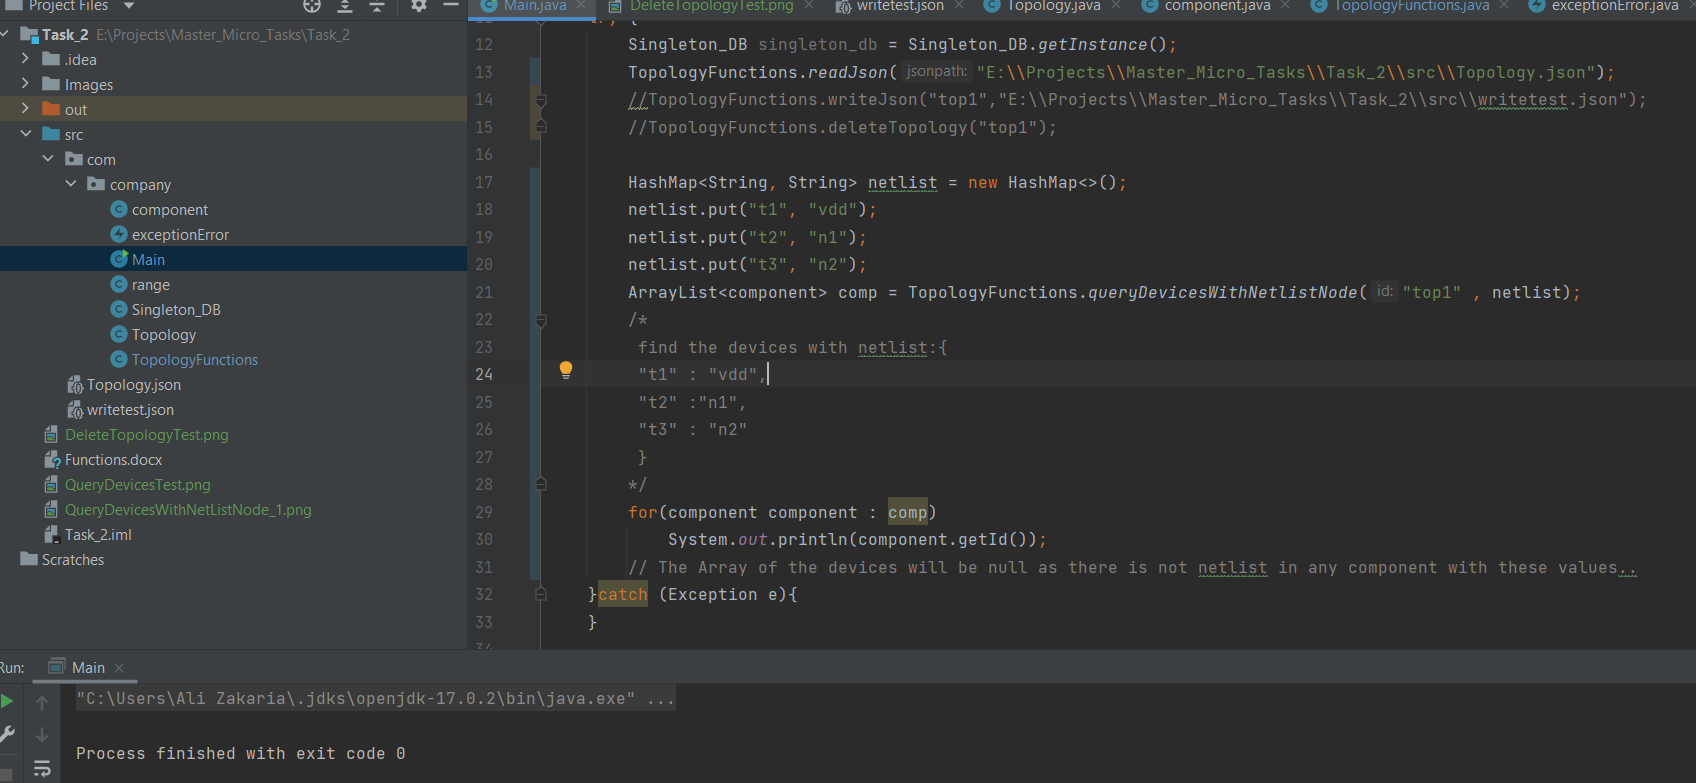 Project Files
Main.java
DeleteTopologyTest.png
writetest.json
Topology.java
component.java
TopologyFunctions.java
exceptionError.java
Task_2 E:\Projects\Master_Micro_Tasks\Task_2
.idea
Images
out
src
com
company
component
exceptionError
Main
range
Singleton_DB
Topology
TopologyFunctions
Topology.json
writetest.json
DeleteTopologyTest.png
Functions.docx
QueryDevicesTest.png
QueryDevicesWithNetListNode_1.png
Task_2.iml
Scratches
12 Singleton_DB singleton_db = Singleton_DB.getInstance();
13 TopologyFunctions.readJson( jsonpath: "E:\\Projects\\Master_Micro_Tasks\\Task_2\\src\\Topology.json");
14 //TopologyFunctions.writeJson("top1","E:\\Projects\\Master_Micro_Tasks\\Task_2\\src\\writetest.json");
15 //TopologyFunctions.deleteTopology("top1");
16
17 HashMap<String, String> netlist = new HashMap<>();
18 netlist.put("t1", "vdd");
19 netlist.put("t2", "n1");
20 netlist.put("t3", "n2");
21 ArrayList<component> comp = TopologyFunctions.queryDevicesWithNetlistNode( id: "top1" , netlist);
22 /*
23 find the devices with netlist:{
24 "t1" : "vdd",
25 "t2" :"n1",
26 "t3" : "n2"
27 }
28 */
29 for(component component : comp)
30 System.out.println(component.getId());
31 // The Array of the devices will be null as there is not netlist in any component with these values..
32 }catch (Exception e){
33 }
Run: Main
"C:\Users\Ali Zakaria\.jdks\openjdk-17.0.2\bin\java.exe" ...
Process finished with exit code 0